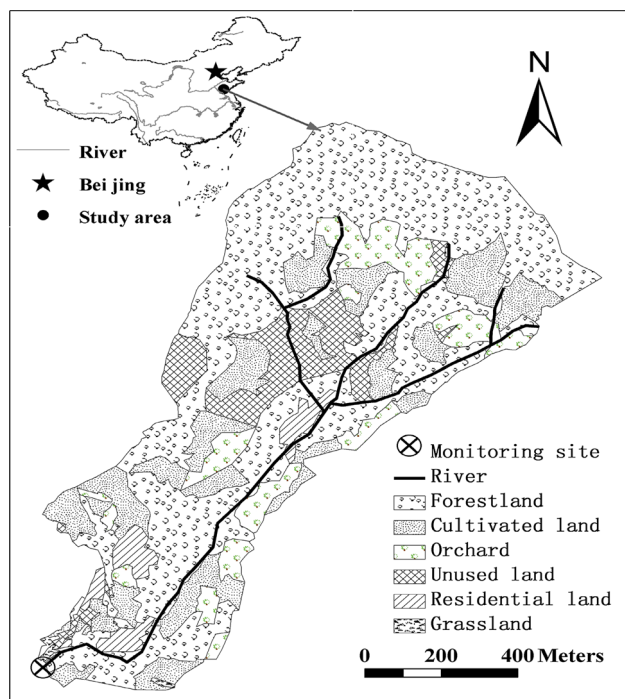 N
River
Bei jing
Study area
Monitoring site
River
Forestland
Cultivated land
Orchard
Unused land
Residential land
Grassland
0 200 400 Meters